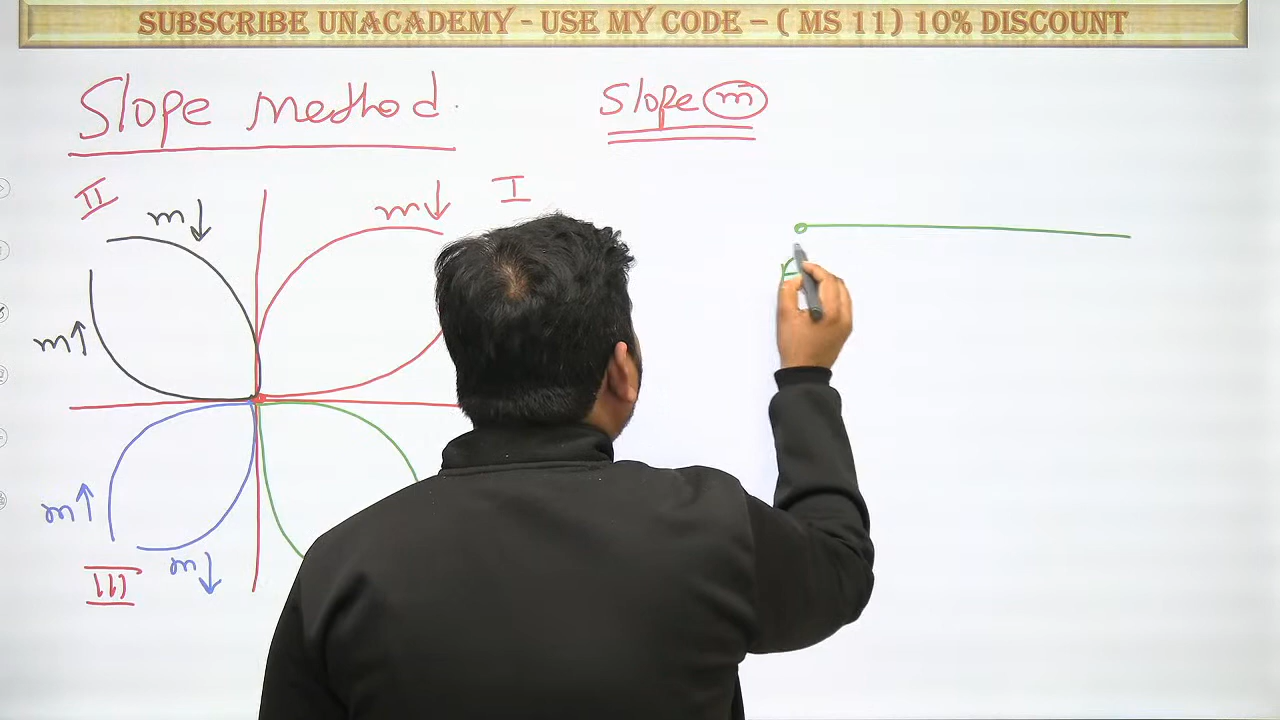 SUBSCRIBE UNACADEMY - USE MY CODE – ( MS 11) 10% DISCOUNT
Slope Method.
Slope m
II
I
m↓
m↓
m↑
m↑
m↓
III